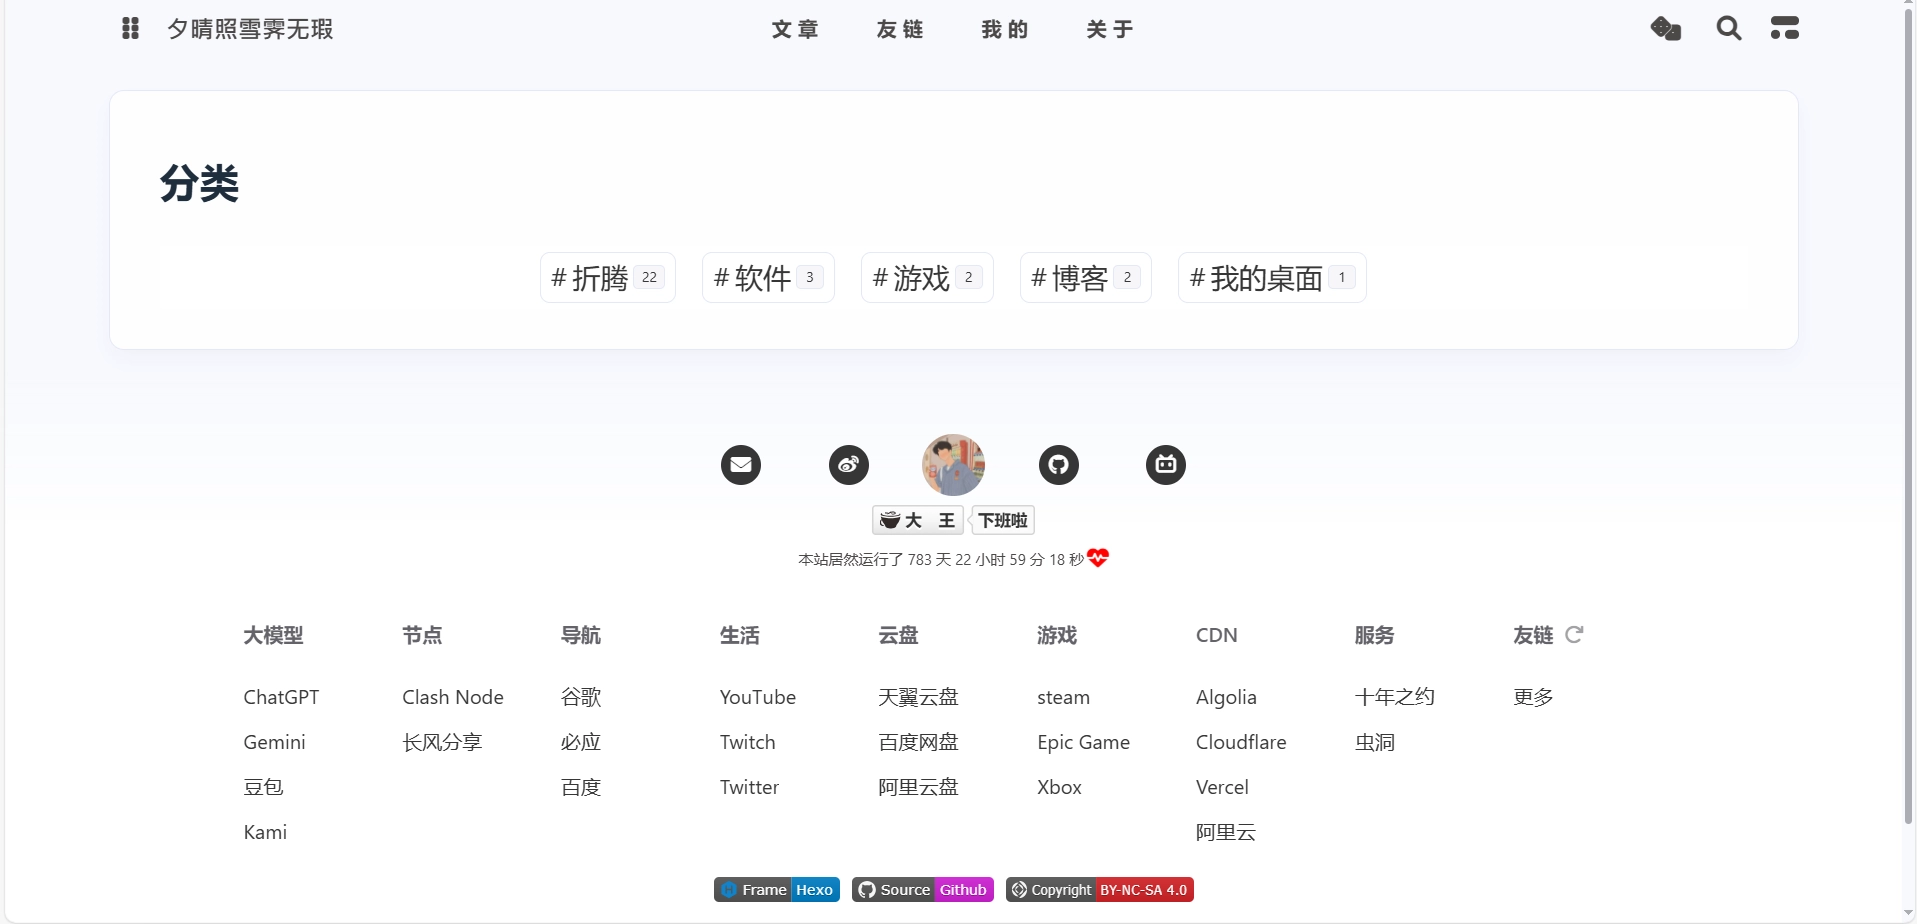 夕晴照雪霁无瑕 文章 友链 我的 关于
分类
# 折腾 22 # 软件 3 # 游戏 2 # 博客 2 # 我的桌面 1
大 王 下班啦
本站居然运行了 783 天 22 小时 59 分 18 秒
大模型 节点 导航 生活 云盘 游戏 CDN 服务 友链
ChatGPT Clash Node 谷歌 YouTube 天翼云盘 steam Algolia 十年之约 更多
Gemini 长风分享 必应 Twitch 百度网盘 Epic Game Cloudflare 虫洞
豆包 百度 Twitter 阿里云盘 Xbox Vercel
Kami 阿里云
Frame Hexo Source Github Copyright BY-NC-SA 4.0